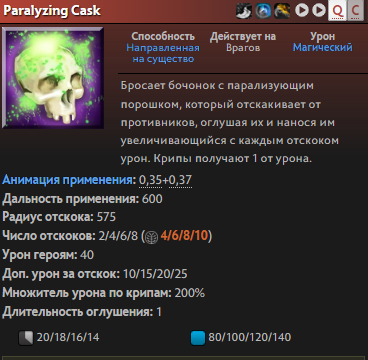 Paralyzing Cask Q C
Способность Действует на Урон
Направленная на существо Врагов Магический
Бросает бочонок с парализующим
порошком, который отскакивает от
противников, оглушая их и нанося им
увеличивающийся с каждым отскоком
урон. Крипы получают 1 от урона.
Анимация применения: 0,35+0,37
Дальность применения: 600
Радиус отскока: 575
Число отскоков: 2/4/6/8 (4/6/8/10)
Урон героям: 40
Доп. урон за отскок: 10/15/20/25
Множитель урона по крипам: 200%
Длительность оглушения: 1
20/18/16/14 80/100/120/140